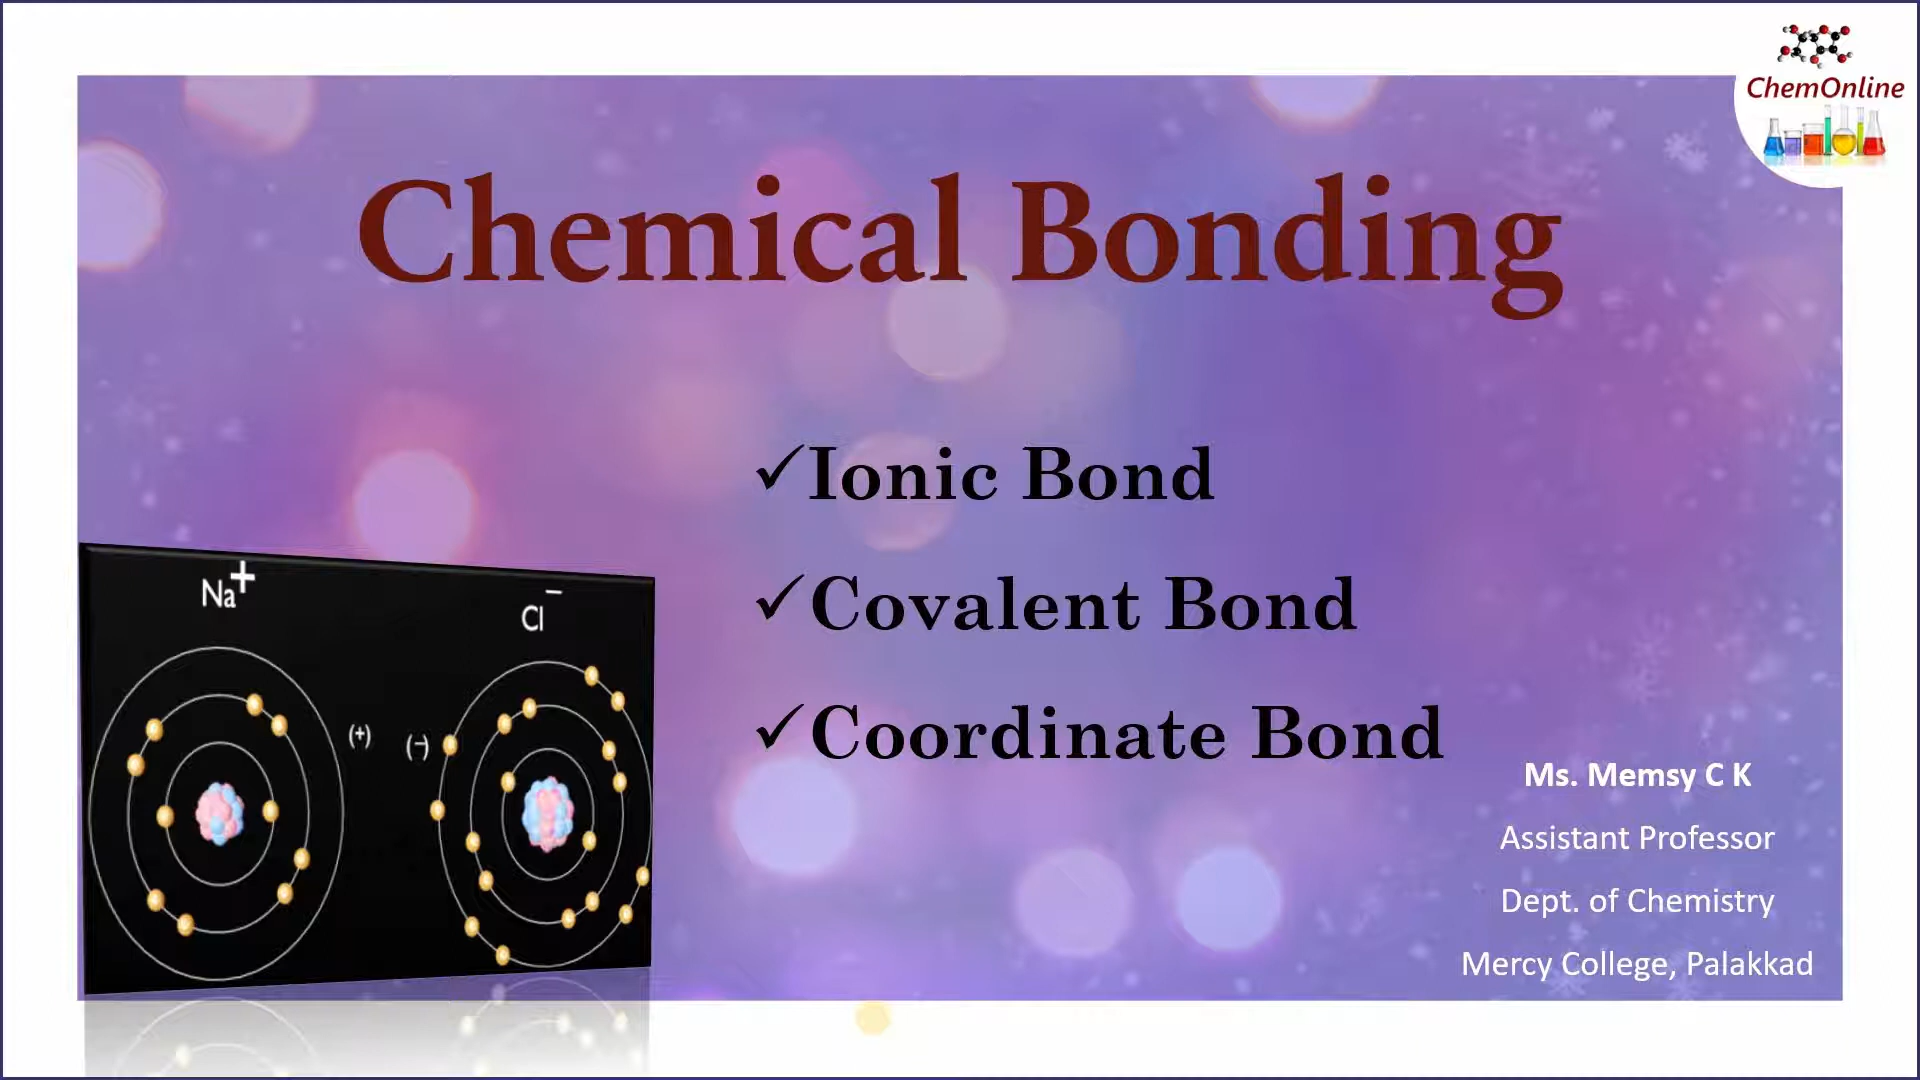 ChemOnline
Chemical Bonding
✓Ionic Bond
✓Covalent Bond
✓Coordinate Bond
Na+
Cl−
(+) (−)
Ms. Memsy C K
Assistant Professor
Dept. of Chemistry
Mercy College, Palakkad